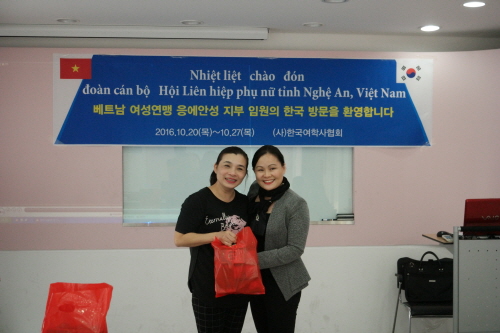 Nhiệt liệt chào đón
đoàn cán bộ Hội Liên hiệp phụ nữ tỉnh Nghệ An, Việt Nam
베트남 여성연맹 응에안성 지부 임원의 한국 방문을 환영합니다
2016.10.20(목)~10.27(목) (사)한국여학사협회